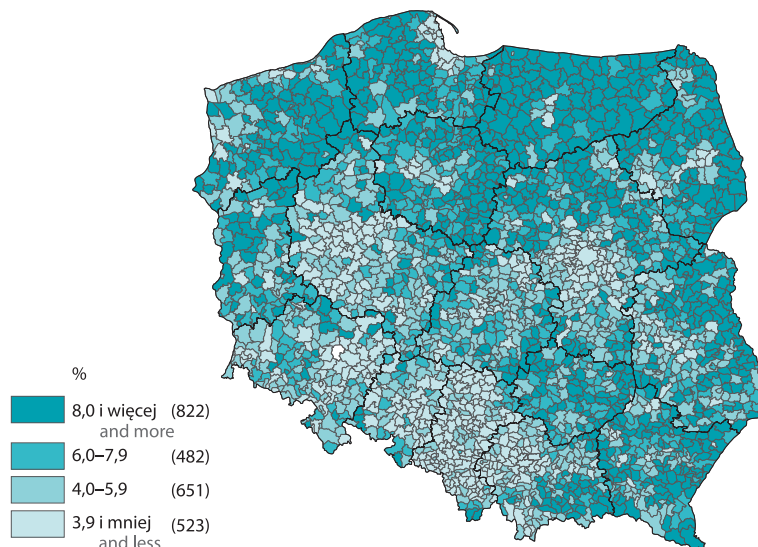 %
8,0 i więcej (822)
and more
6,0–7,9 (482)
4,0–5,9 (651)
3,9 i mniej (523)
and less